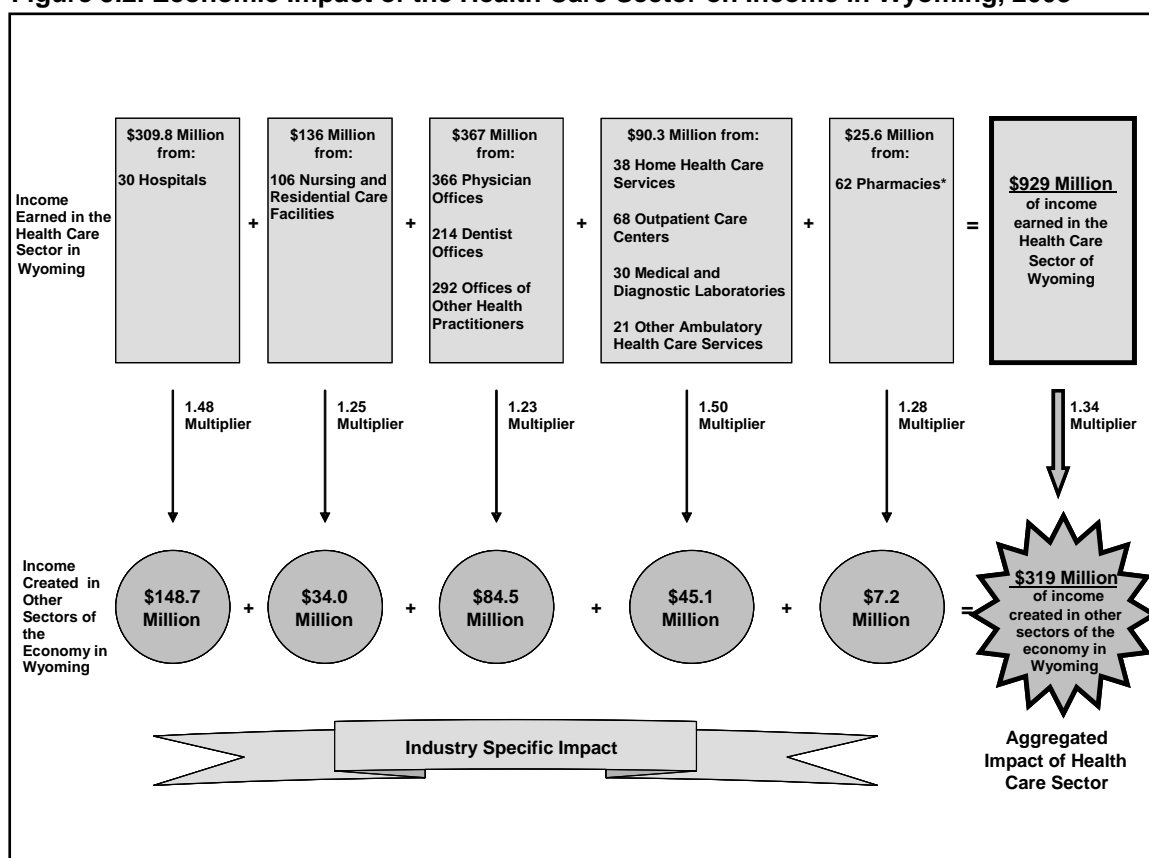 Economic Impact of the Health Care Sector on Income in Wyoming,
Income
Earned in the
Health Care
Sector in
Wyoming
$309.8 Million
from:
30 Hospitals
+
$136 Million
from:
106 Nursing and
Residential Care
Facilities
+
$367 Million
from:
366 Physician
Offices
214 Dentist
Offices
292 Offices of
Other Health
Practitioners
+
$90.3 Million from:
38 Home Health Care
Services
68 Outpatient Care
Centers
30 Medical and
Diagnostic Laboratories
21 Other Ambulatory
Health Care Services
+
$25.6 Million
from:
62 Pharmacies*
=
$929 Million
of income
earned in the
Health Care
Sector of
Wyoming
1.48
Multiplier
1.25
Multiplier
1.23
Multiplier
1.50
Multiplier
1.28
Multiplier
1.34
Multiplier
Income
Created in
Other
Sectors of
the
Economy in
Wyoming
$148.7
Million
+
$34.0
Million
+
$84.5
Million
+
$45.1
Million
+
$7.2
Million
=
$319 Million
of income
created in other
sectors of the
economy in
Wyoming
Industry Specific Impact
Aggregated
Impact of Health
Care Sector